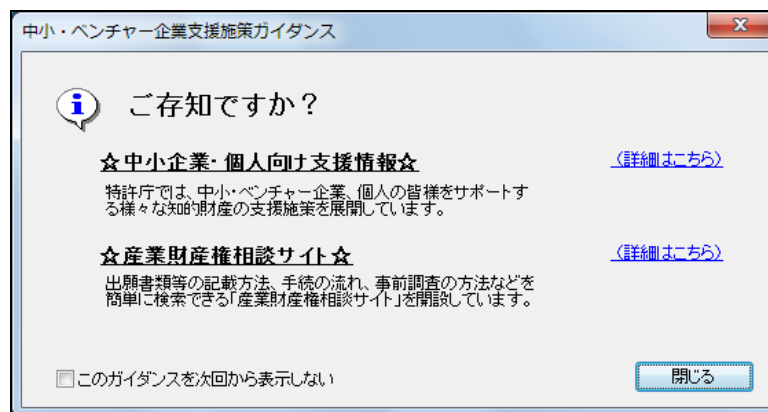 中小・ベンチャー企業支援施策ガイダンス
ご存知ですか？
☆中小企業・個人向け支援情報☆
（詳細はこちら）
特許庁では、中小・ベンチャー企業、個人の皆様をサポートす
る様々な知的財産の支援施策を展開しています。
☆産業財産権相談サイト☆
（詳細はこちら）
出願書類等の記載方法、手続の流れ、事前調査の方法などを
簡単に検索できる「産業財産権相談サイト」を開設しています。
このガイダンスを次回から表示しない
閉じる